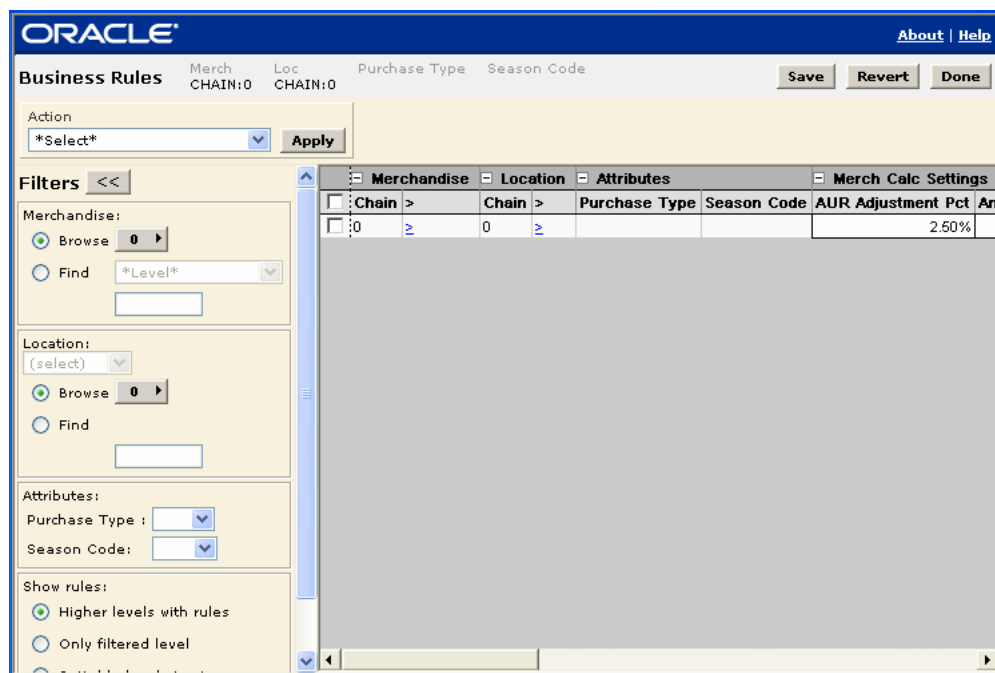 ORACLE
About | Help
Business Rules
Merch
CHAIN:0
Loc
CHAIN:0
Purchase Type
Season Code
Save
Revert
Done
Action
*Select*
Apply
Filters <<
Merchandise:
Browse 0
Find *Level*
Location:
(select)
Browse 0
Find
Attributes:
Purchase Type :
Season Code:
Show rules:
Higher levels with rules
Only filtered level
Merchandise Location Attributes Merch Calc Settings
Chain > Chain > Purchase Type Season Code AUR Adjustment Pct
0 > 0 > 2.50%